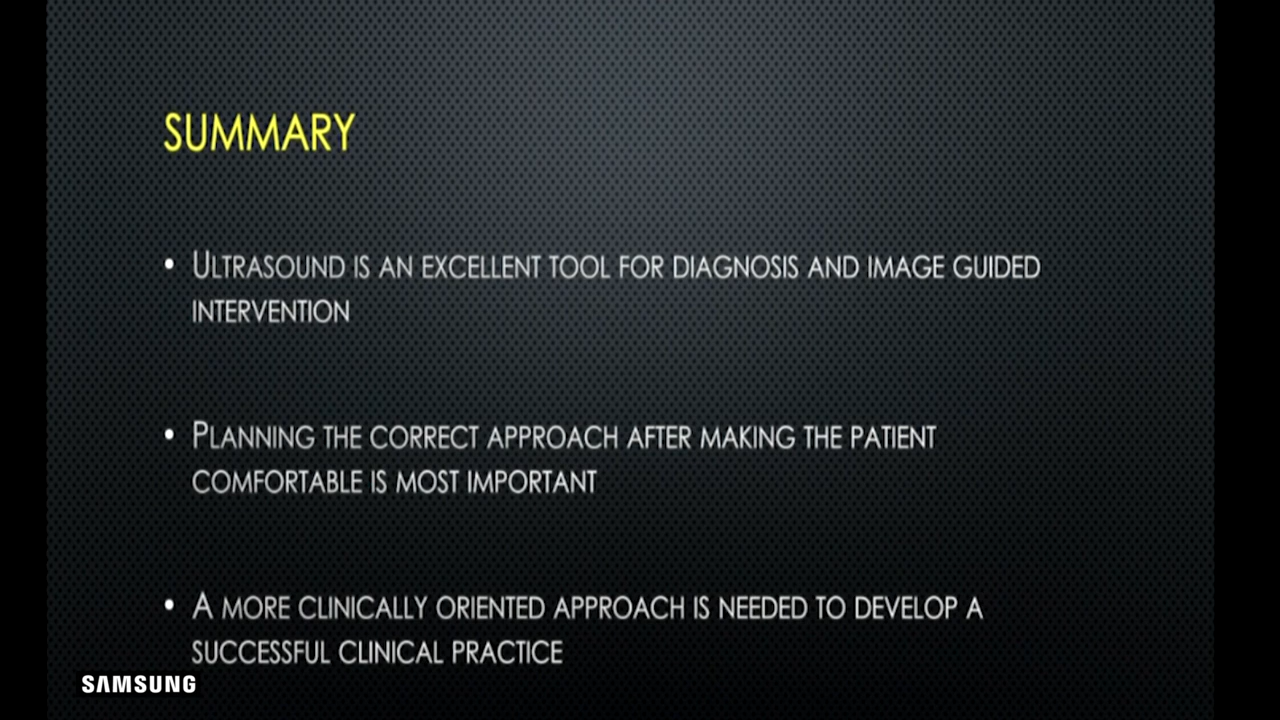 SUMMARY
• ULTRASOUND IS AN EXCELLENT TOOL FOR DIAGNOSIS AND IMAGE GUIDED
INTERVENTION
• PLANNING THE CORRECT APPROACH AFTER MAKING THE PATIENT
COMFORTABLE IS MOST IMPORTANT
• A MORE CLINICALLY ORIENTED APPROACH IS NEEDED TO DEVELOP A
SUCCESSFUL CLINICAL PRACTICE
SAMSUNG